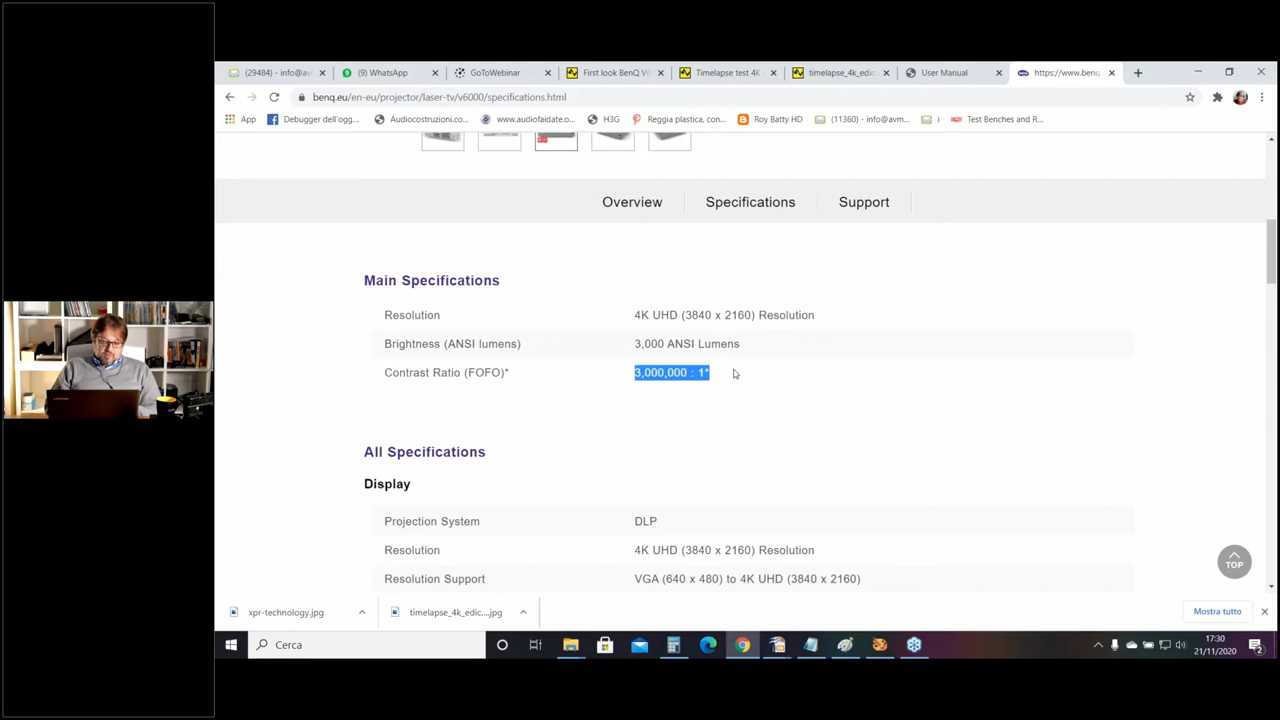 (29484) - info@av
(9) WhatsApp
GoToWebinar
First look BenQ V6
Timelapse test 4K
timelapse_4k_edic
User Manual
https://www.benq
benq.eu/en-eu/projector/laser-tv/v6000/specifications.html
App
Debugger dell'ogg...
Audiocostruzioni.co...
www.audiofaidate.o...
H3G
Reggia plastica, con...
Roy Batty HD
(11360) - info@avm...
i
Test Benches and R...
Overview
Specifications
Support
Main Specifications
Resolution 4K UHD (3840 x 2160) Resolution
Brightness (ANSI lumens) 3,000 ANSI Lumens
Contrast Ratio (FOFO)* 3,000,000 : 1*
All Specifications
Display
Projection System DLP
Resolution 4K UHD (3840 x 2160) Resolution
Resolution Support VGA (640 x 480) to 4K UHD (3840 x 2160)
TOP
xpr-technology.jpg
timelapse_4k_edic....jpg
Mostra tutto
Cerca
17:30
21/11/2020
2